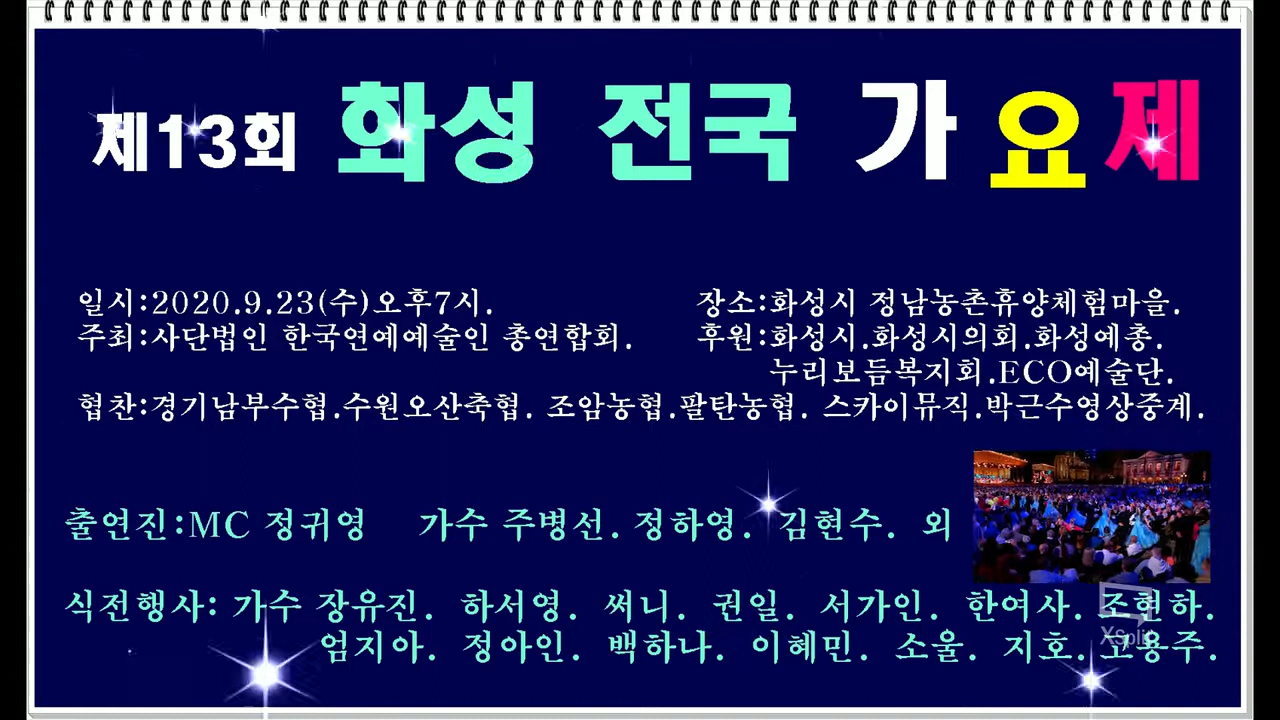 제13회 화성 전국 가요제
일시:2020.9.23(수)오후7시. 장소:화성시 정남농촌휴양체험마을.
주최:사단법인 한국연예예술인 총연합회. 후원:화성시.화성시의회.화성예총.
누리보듬복지회.ECO예술단.
협찬:경기남부수협.수원오산축협. 조암농협.팔탄농협. 스카이뮤직.박근수영상중계.
출연진:MC 정귀영 가수 주병선. 정하영. 김현수. 외
식전행사: 가수 장유진. 하서영. 써니. 권일. 서가인. 한여사. 조현하.
엄지아. 정아인. 백하나. 이혜민. 소울. 지호. 고용주.
XSplit